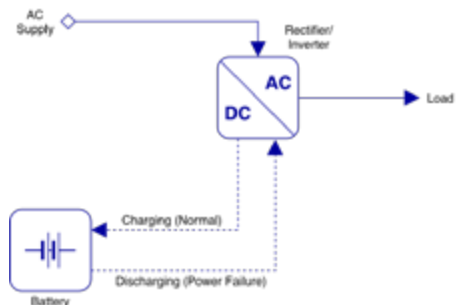 AC
Supply
Rectifier/
Inverter
AC
DC
Load
Charging (Normal)
Discharging (Power Failure)
Battery